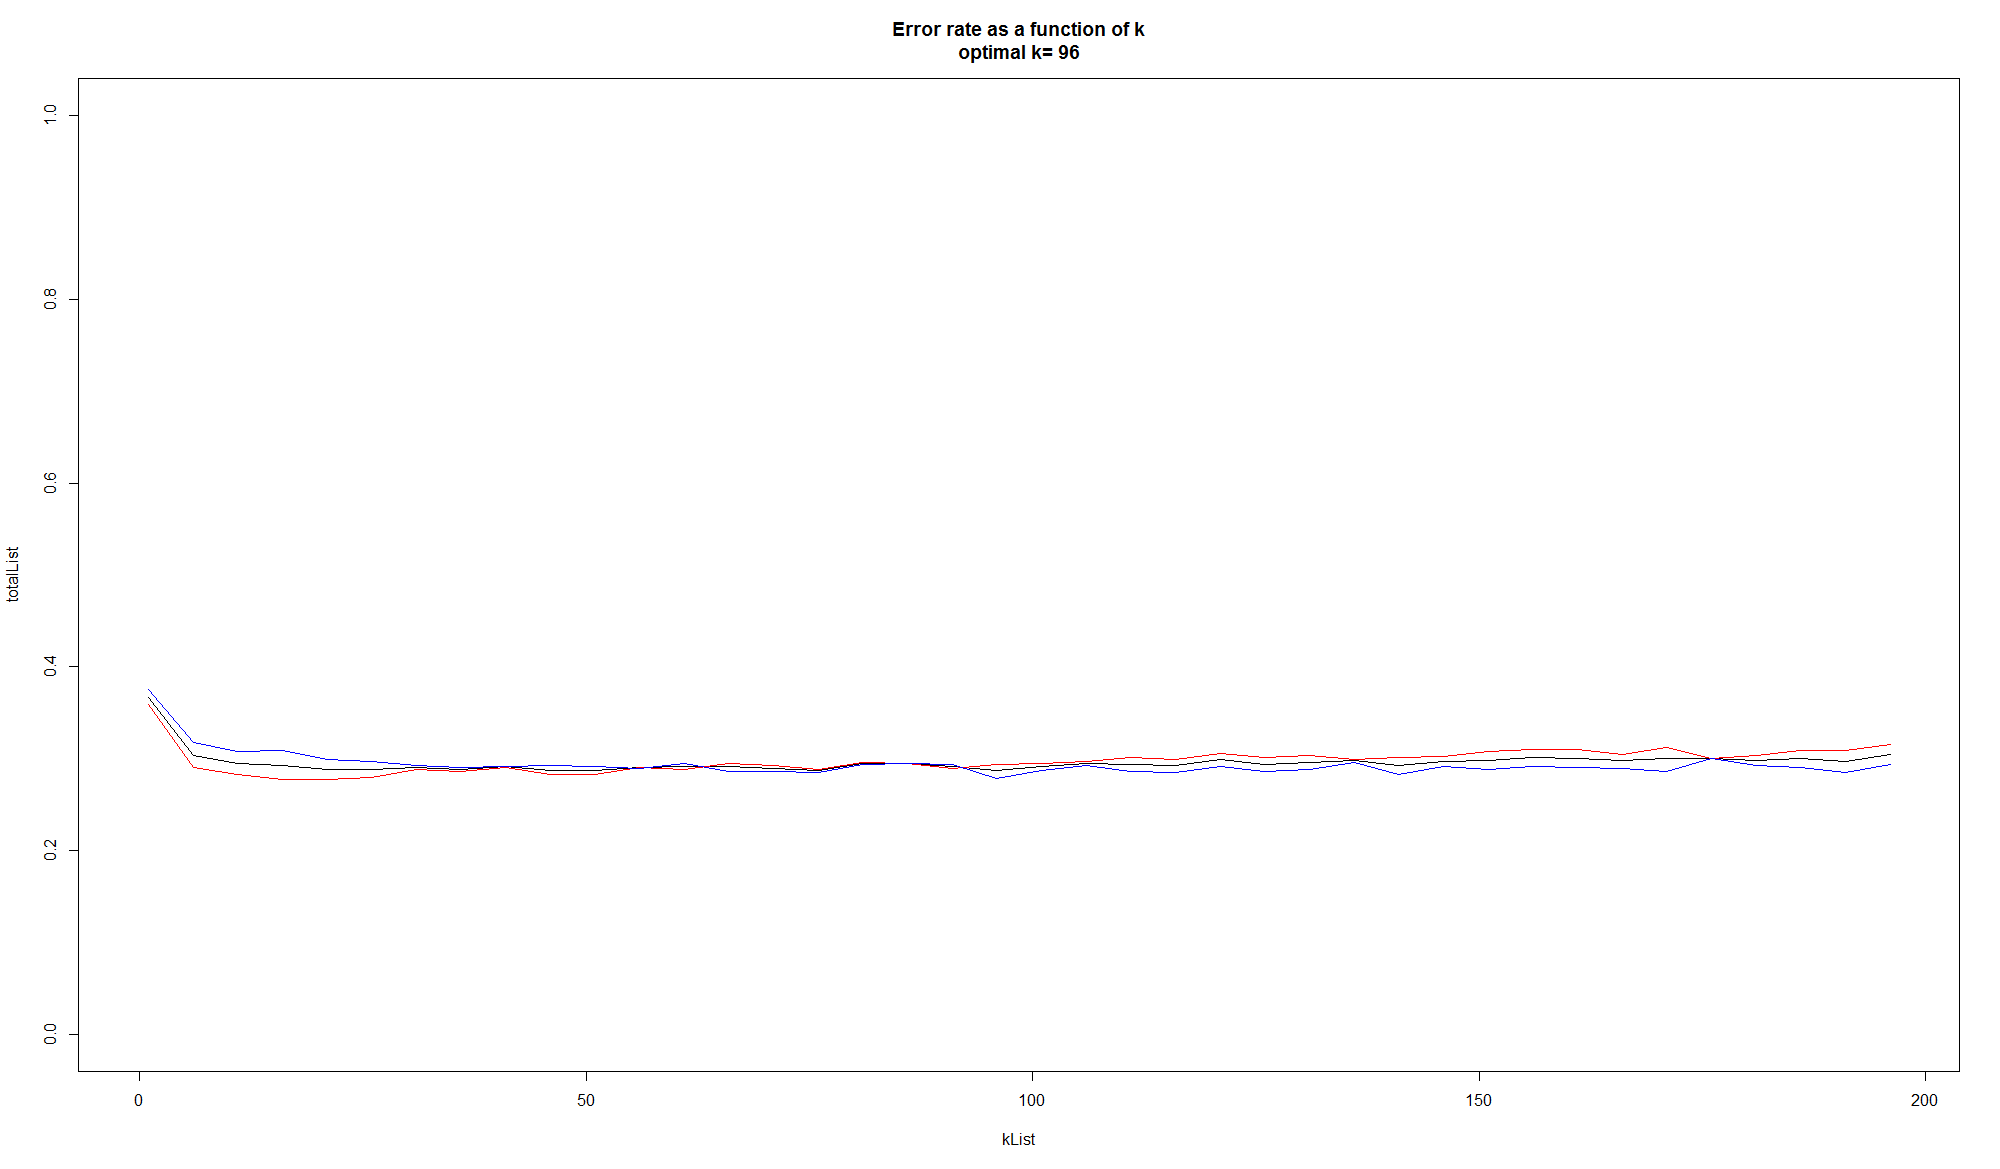 Error rate as a function of k
optimal k= 96
totalList
1.0
0.8
0.6
0.4
0.2
0.0
0 50 100 150 200
kList